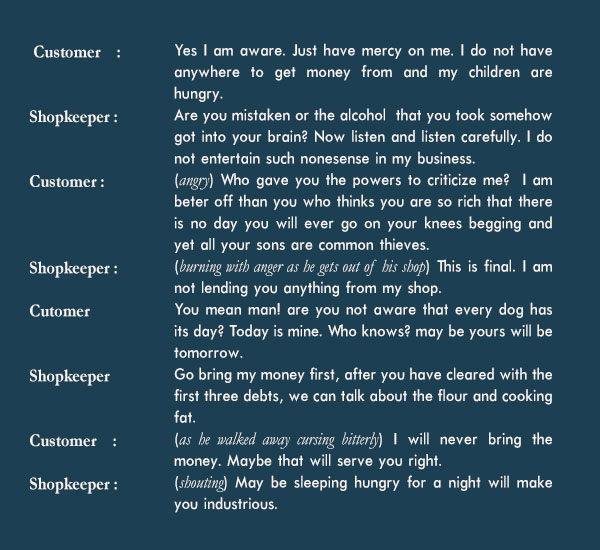 Customer : Yes I am aware. Just have mercy on me. I do not have
anywhere to get money from and my children are
hungry.
Shopkeeper : Are you mistaken or the alcohol that you took somehow
got into your brain? Now listen and listen carefully. I do
not entertain such nonesense in my business.
Customer : (angry) Who gave you the powers to criticize me? I am
beter off than you who thinks you are so rich that there
is no day you will ever go on your knees begging and
yet all your sons are common thieves.
Shopkeeper : (burning with anger as he gets out of his shop) This is final. I am
not lending you anything from my shop.
Cutomer You mean man! are you not aware that every dog has
its day? Today is mine. Who knows? may be yours will be
tomorrow.
Shopkeeper Go bring my money first, after you have cleared with the
first three debts, we can talk about the flour and cooking
fat.
Customer : (as he walked away cursing bitterly) I will never bring the
money. Maybe that will serve you right.
Shopkeeper : (shouting) May be sleeping hungry for a night will make
you industrious.